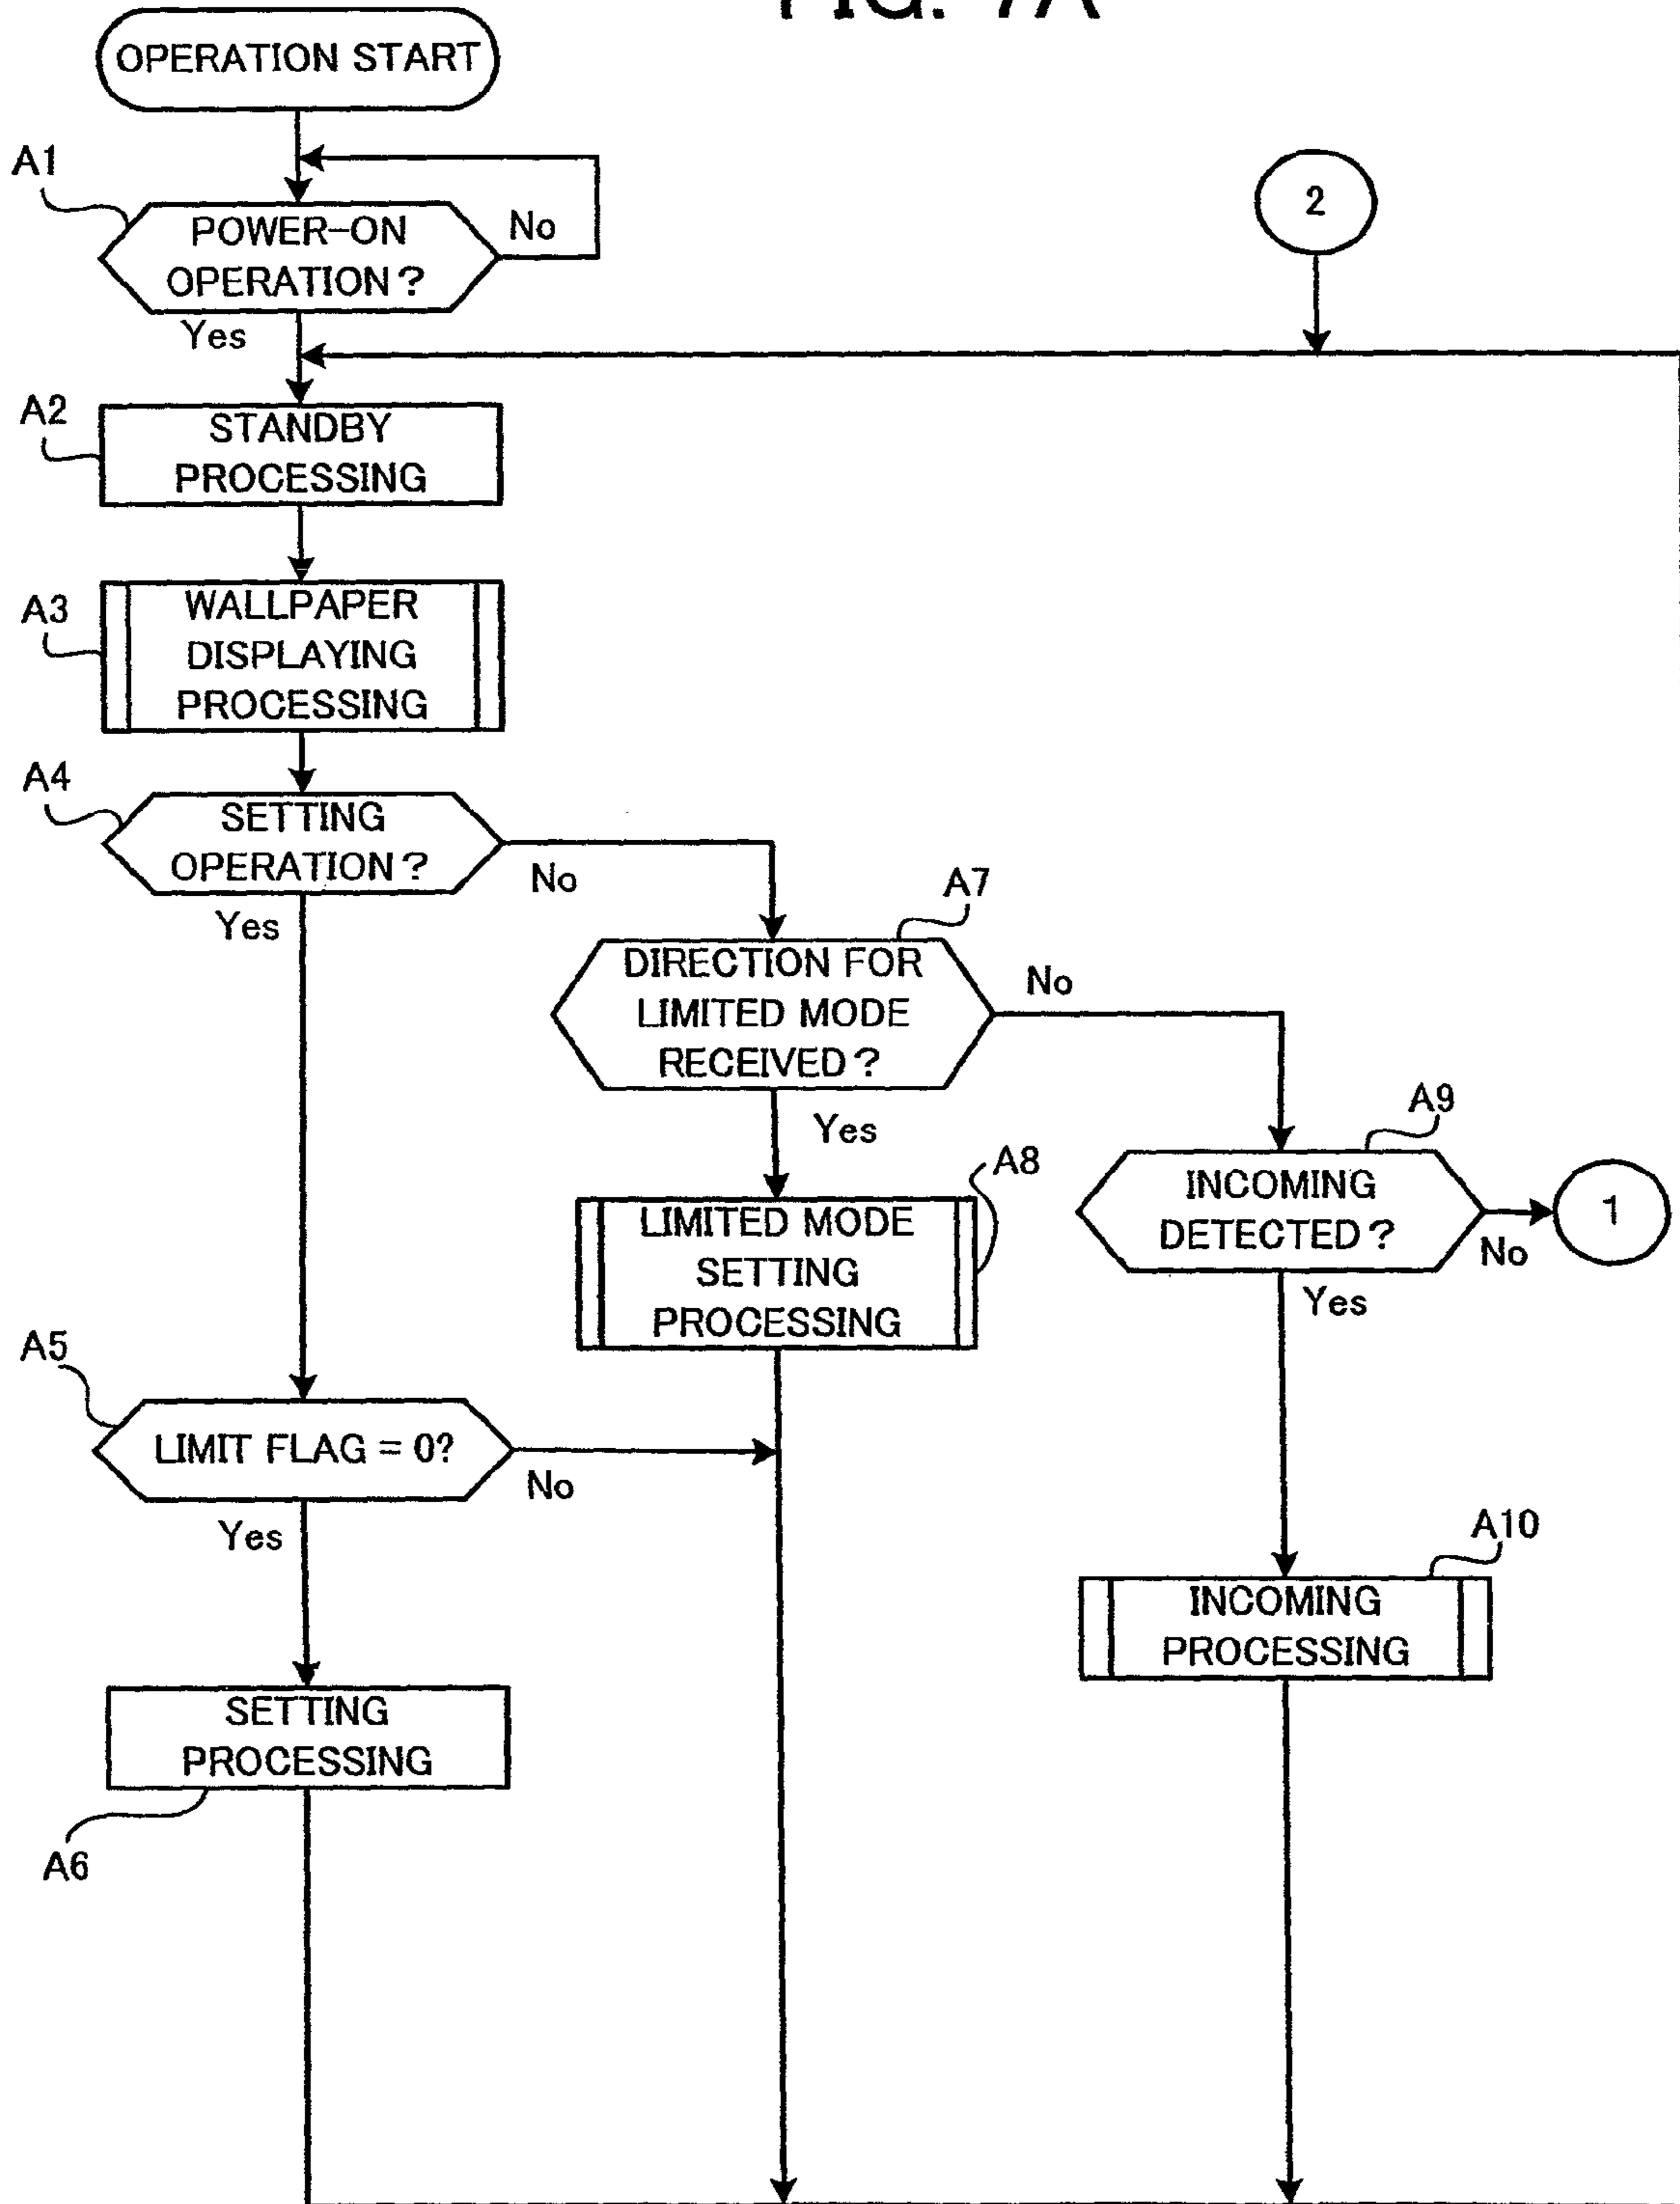 FIG. 7A
OPERATION START
A1
POWER-ON
OPERATION?
No
Yes
2
A2
STANDBY
PROCESSING
A3
WALLPAPER
DISPLAYING
PROCESSING
A4
SETTING
OPERATION?
No
Yes
A7
DIRECTION FOR
LIMITED MODE
RECEIVED?
No
Yes
A8
LIMITED MODE
SETTING
PROCESSING
A9
INCOMING
DETECTED?
No
1
Yes
A5
LIMIT FLAG = 0?
No
Yes
A10
INCOMING
PROCESSING
SETTING
PROCESSING
A6